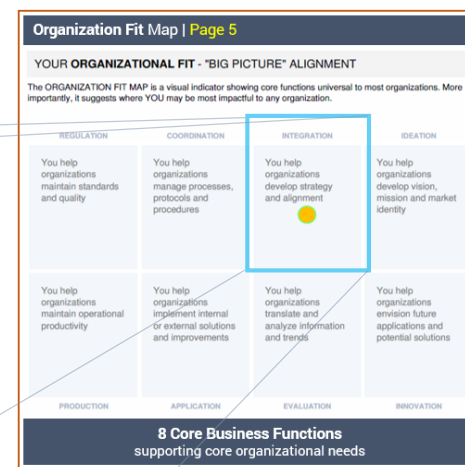 Organization Fit Map | Page 5
YOUR ORGANIZATIONAL FIT - "BIG PICTURE" ALIGNMENT
The ORGANIZATION FIT MAP is a visual indicator showing core functions universal to most organizations. More
importantly, it suggests where YOU may be most impactful to any organization.
REGULATION
You help
organizations
maintain standards
and quality
COORDINATION
You help
organizations
manage processes,
protocols and
procedures
INTEGRATION
You help
organizations
develop strategy
and alignment
IDEATION
You help
organizations
develop vision,
mission and market
identity
You help
organizations
maintain operational
productivity
PRODUCTION
You help
organizations
implement internal
or external solutions
and improvements
APPLICATION
You help
organizations
translate and
analyze information
and trends
EVALUATION
You help
organizations
envision future
applications and
potential solutions
INNOVATION
8 Core Business Functions
supporting core organizational needs